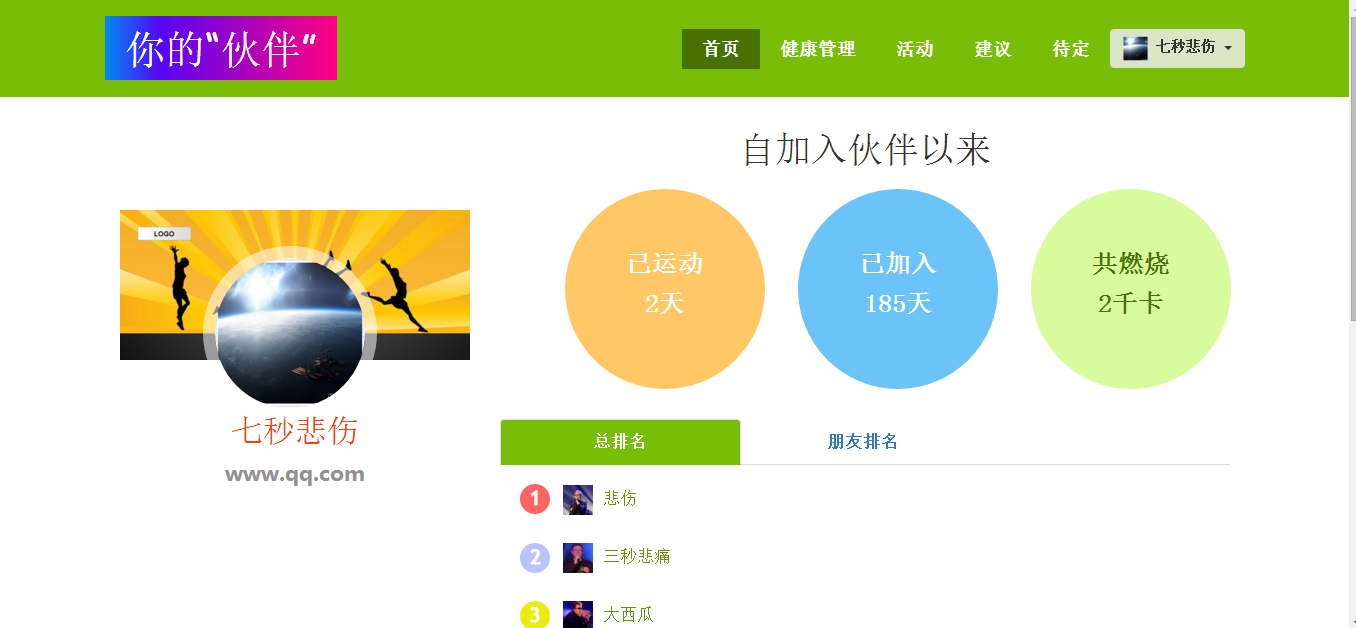 你的“伙伴”
首页 健康管理 活动 建议 待定 七秒悲伤
自加入伙伴以来
LOGO
已运动
2天
已加入
185天
共燃烧
2千卡
七秒悲伤
www.qq.com
总排名 朋友排名
1 悲伤
2 三秒悲痛
3 大西瓜